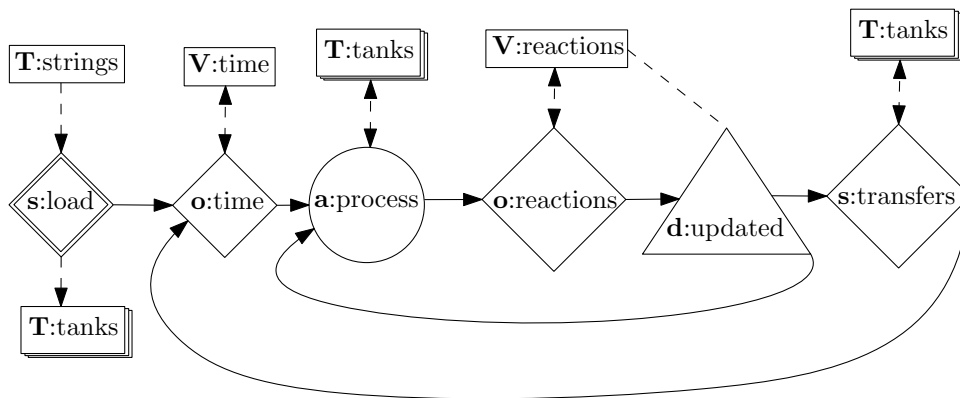 T:strings
V:time
T:tanks
V:reactions
T:tanks
s:load
o:time
a:process
o:reactions
d:updated
s:transfers
T:tanks